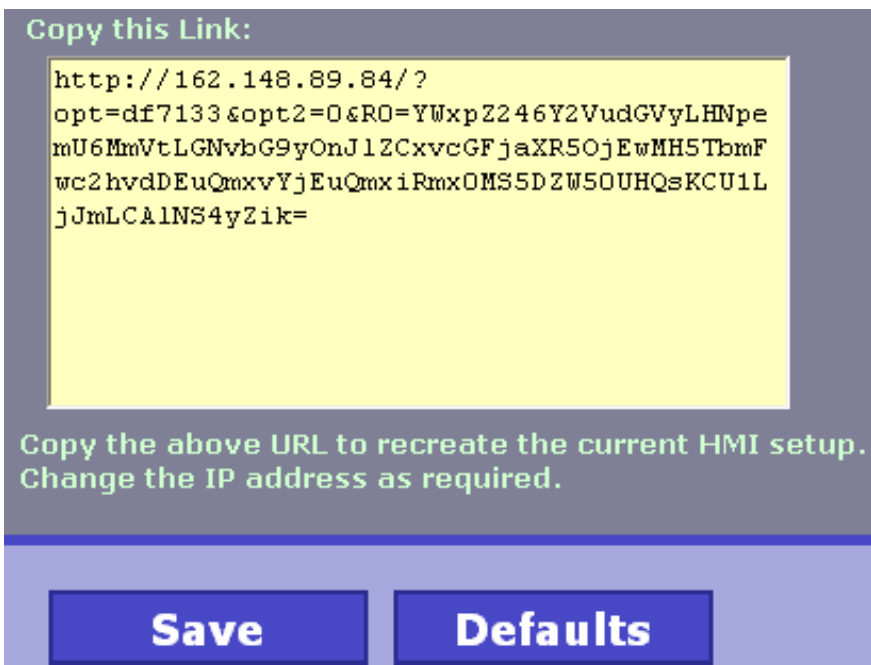 Copy this Link:
http://162.148.89.84/?
opt=df7133&opt2=0&R0=YWxpZ246Y2VudGVyLHNpe
mU6MmVtLGNvbG9yOnJlZCxvcGFjaXR5OjEwMH5TbmF
wc2hvdDEuQmxvYjEuQmxiRmx0MS5DZW50UHQsKCU1L
jJmLCAlNS4yZik=
Copy the above URL to recreate the current HMI setup.
Change the IP address as required.
Save
Defaults